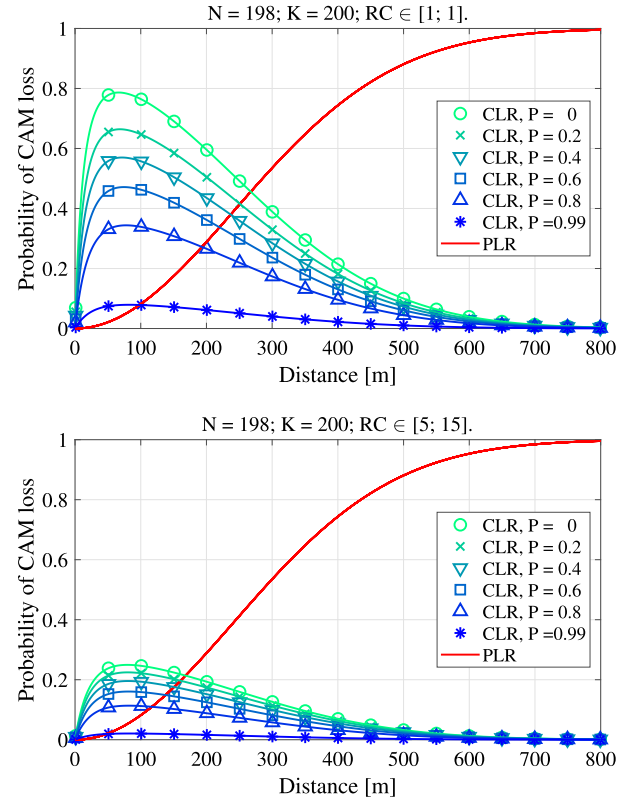 N = 198; K = 200; RC ∈ [1; 1].
1
0.8
0.6
0.4
0.2
0
Probability of CAM loss
CLR, P = 0
CLR, P = 0.2
CLR, P = 0.4
CLR, P = 0.6
CLR, P = 0.8
CLR, P =0.99
PLR
0 100 200 300 400 500 600 700 800
Distance [m]
N = 198; K = 200; RC ∈ [5; 15].
1
0.8
0.6
0.4
0.2
0
Probability of CAM loss
CLR, P = 0
CLR, P = 0.2
CLR, P = 0.4
CLR, P = 0.6
CLR, P = 0.8
CLR, P =0.99
PLR
0 100 200 300 400 500 600 700 800
Distance [m]